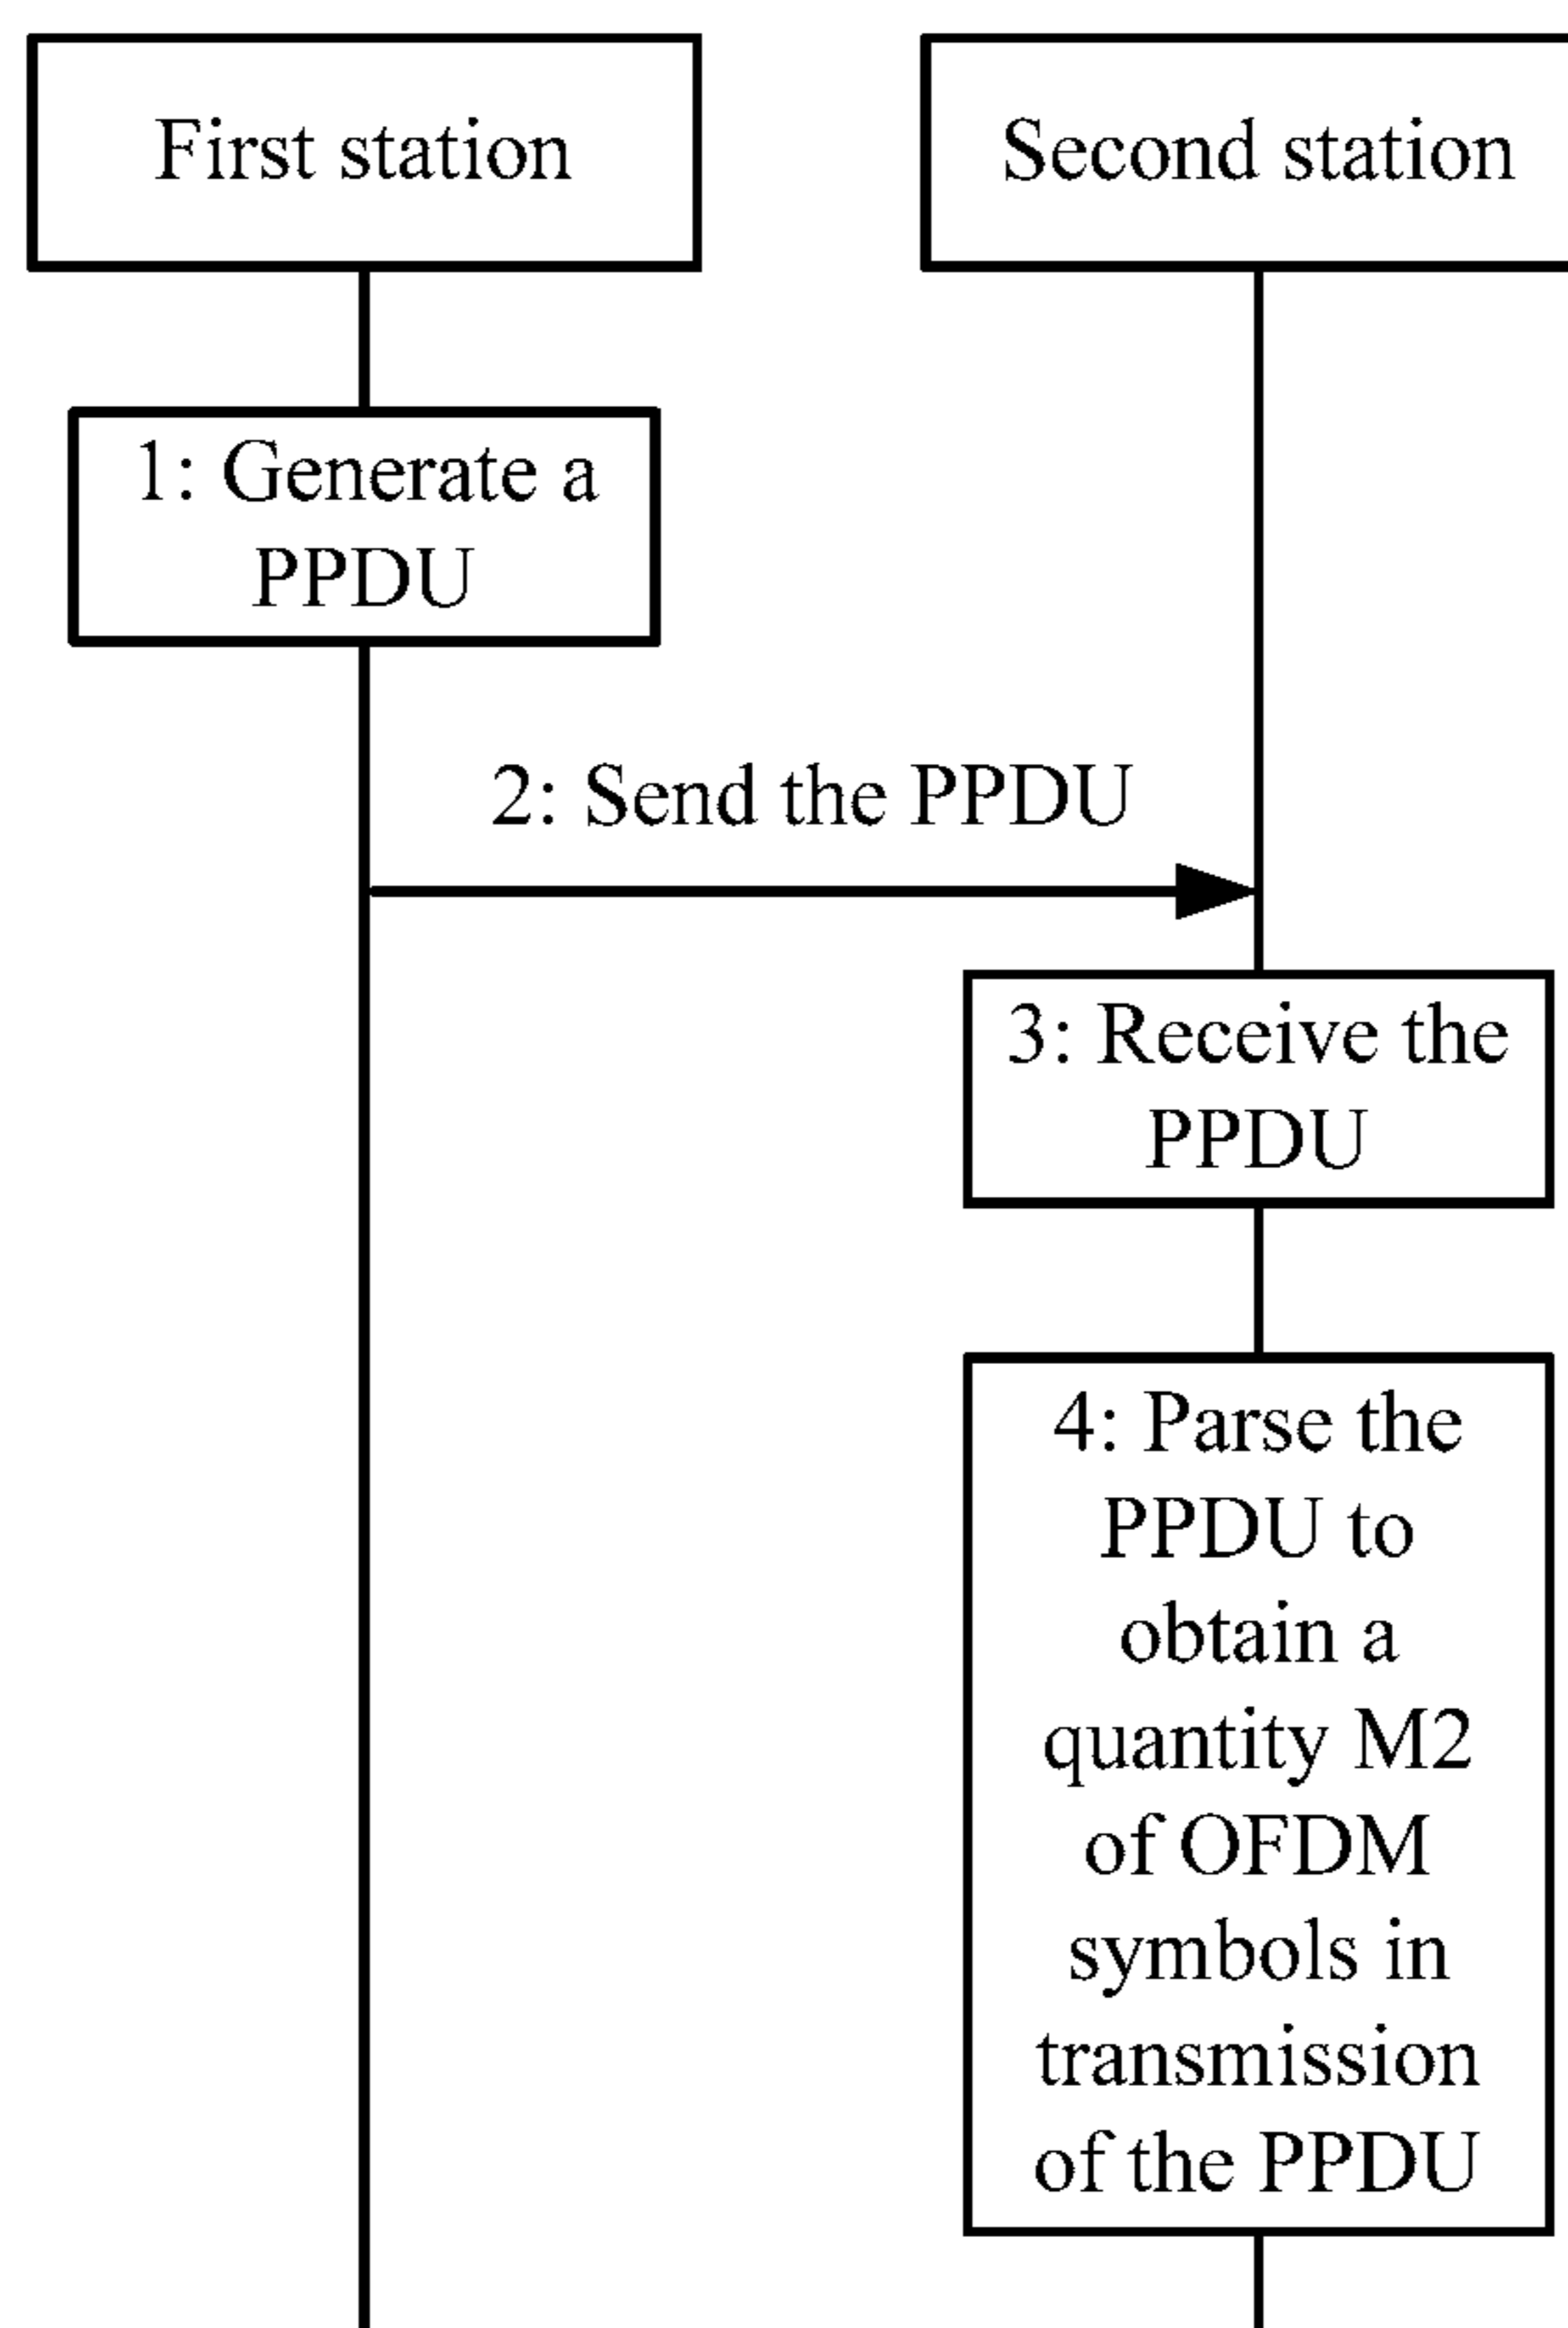 First station
Second station
1: Generate a
PPDU
2: Send the PPDU
3: Receive the
PPDU
4: Parse the
PPDU to
obtain a
quantity M2
of OFDM
symbols in
transmission
of the PPDU